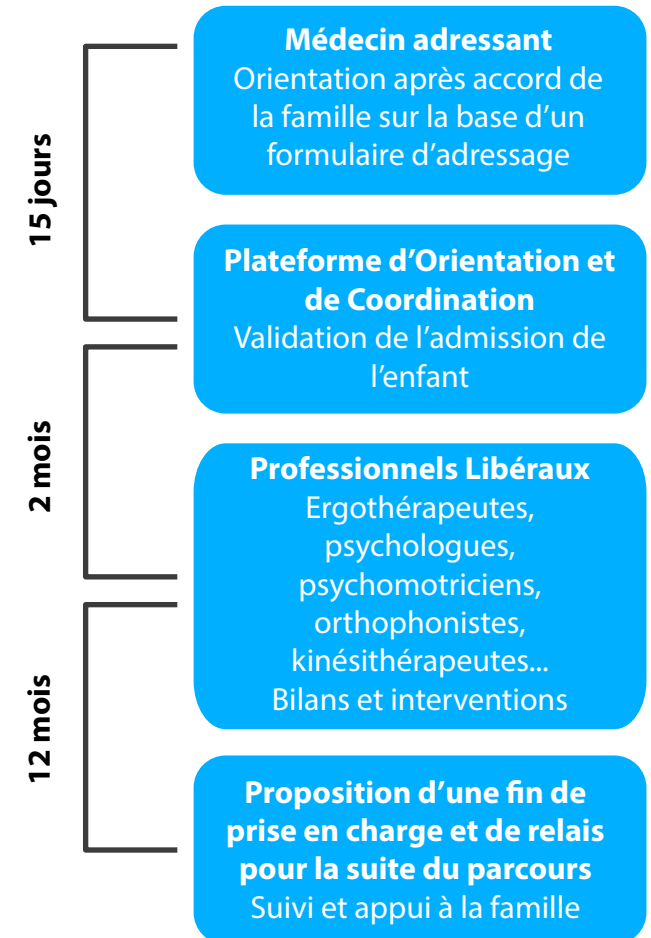 Médecin adressant
Orientation après accord de
la famille sur la base d’un
formulaire d’adressage
15 jours
Plateforme d’Orientation et
de Coordination
Validation de l’admission de
l’enfant
2 mois
Professionnels Libéraux
Ergothérapeutes,
psychologues,
psychomotriciens,
orthophonistes,
kinésithérapeutes...
Bilans et interventions
12 mois
Proposition d’une fin de
prise en charge et de relais
pour la suite du parcours
Suivi et appui à la famille